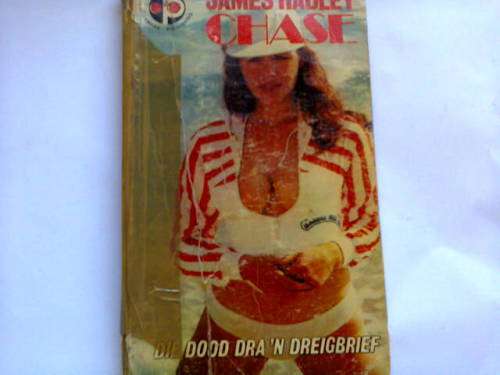 JAMES HADLEY
CHASE
DIE DOOD DRA 'N DREIGBRIEF